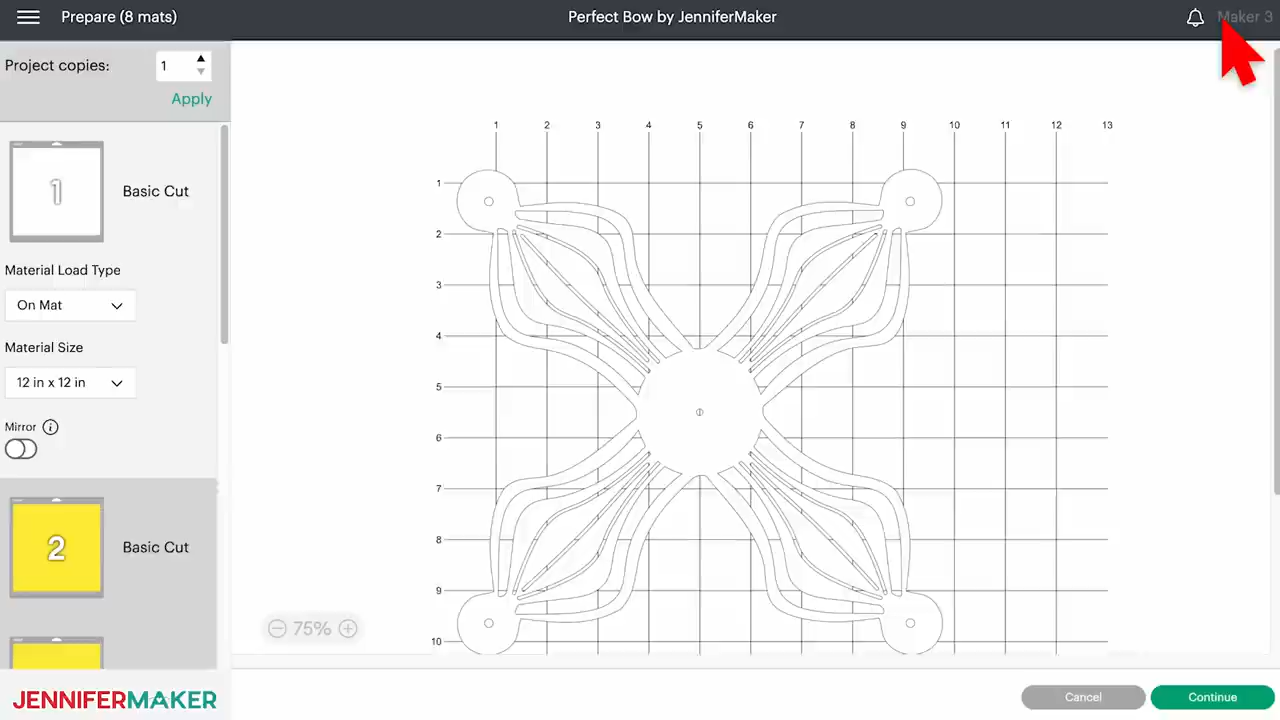 Prepare (8 mats)
Perfect Bow by JenniferMaker
Maker 3
Project copies:
1
Apply
1
Basic Cut
Material Load Type
On Mat
Material Size
12 in x 12 in
Mirror
2
Basic Cut
1 2 3 4 5 6 7 8 9 10 11 12 13
1
2
3
4
5
6
7
8
9
10
75%
JENNIFERMAKER
Cancel
Continue